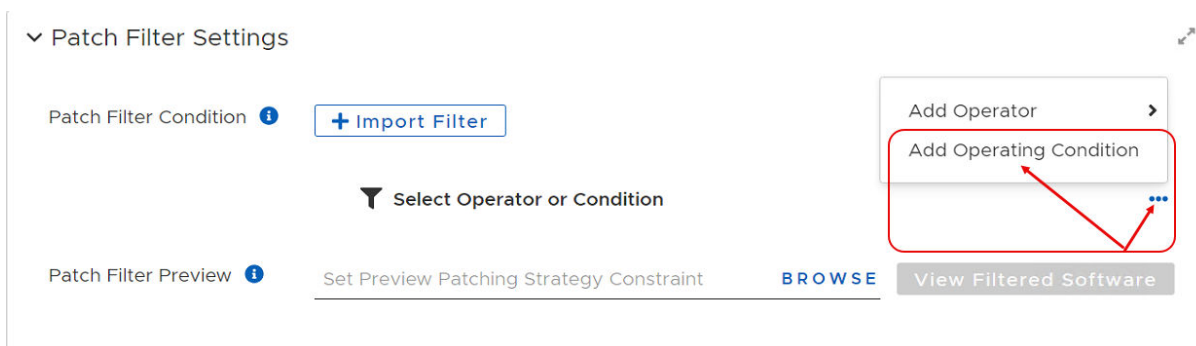 Patch Filter Settings
Patch Filter Condition
+ Import Filter
Add Operator
Add Operating Condition
Select Operator or Condition
Patch Filter Preview
Set Preview Patching Strategy Constraint
BROWSE
View Filtered Software